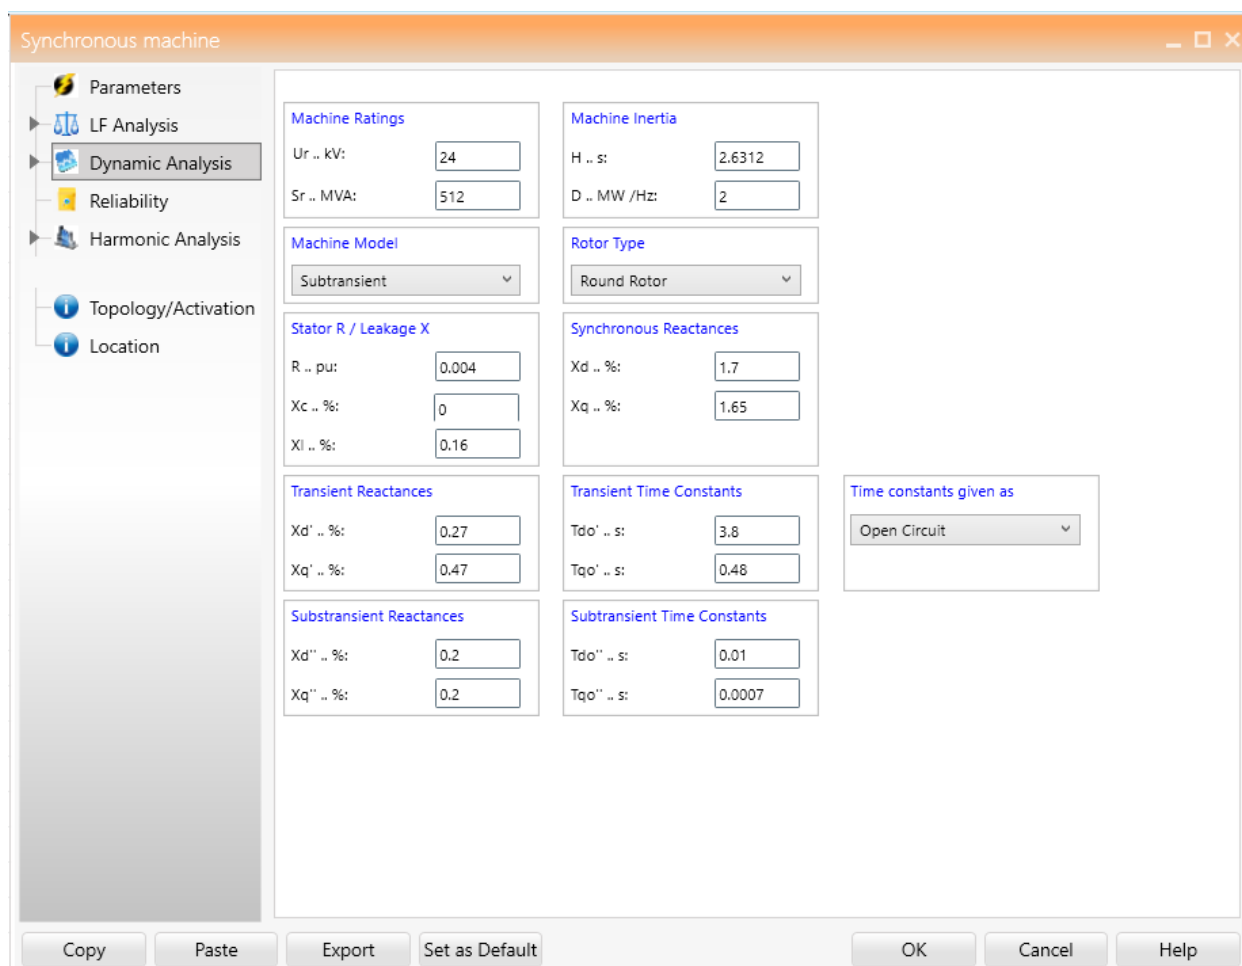 Synchronous machine
Parameters
LF Analysis
Dynamic Analysis
Reliability
Harmonic Analysis
Topology/Activation
Location
Machine Ratings
Ur .. kV: 24
Sr .. MVA: 512
Machine Inertia
H .. s: 2.6312
D .. MW /Hz: 2
Machine Model
Subtransient
Rotor Type
Round Rotor
Stator R / Leakage X
R .. pu: 0.004
Xc .. %: 0
Xl .. %: 0.16
Synchronous Reactances
Xd .. %: 1.7
Xq .. %: 1.65
Transient Reactances
Xd' .. %: 0.27
Xq' .. %: 0.47
Transient Time Constants
Tdo' .. s: 3.8
Tqo' .. s: 0.48
Time constants given as
Open Circuit
Substransient Reactances
Xd'' .. %: 0.2
Xq'' .. %: 0.2
Subtransient Time Constants
Tdo'' .. s: 0.01
Tqo'' .. s: 0.0007
Copy Paste Export Set as Default OK Cancel Help